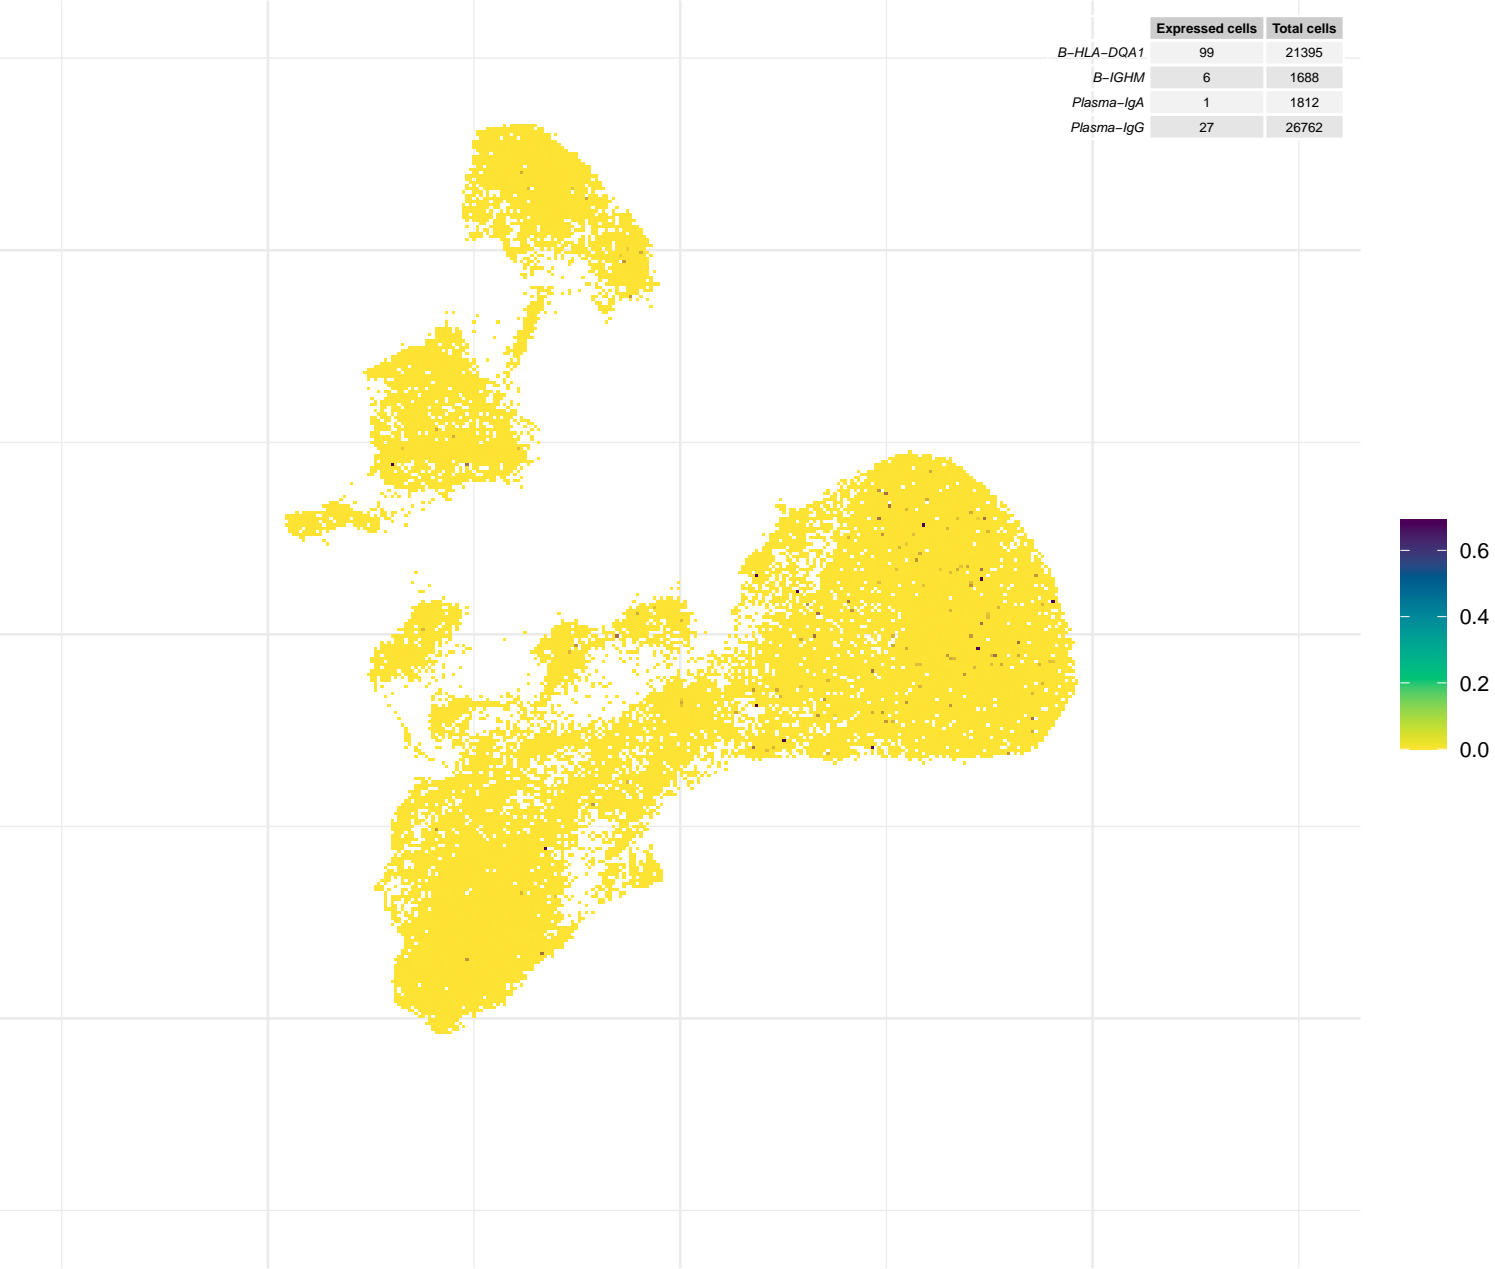 Expressed cells Total cells
B−HLA−DQA1 99 21395
B−IGHM 6 1688
Plasma−IgA 1 1812
Plasma−IgG 27 26762
0.6
0.4
0.2
0.0